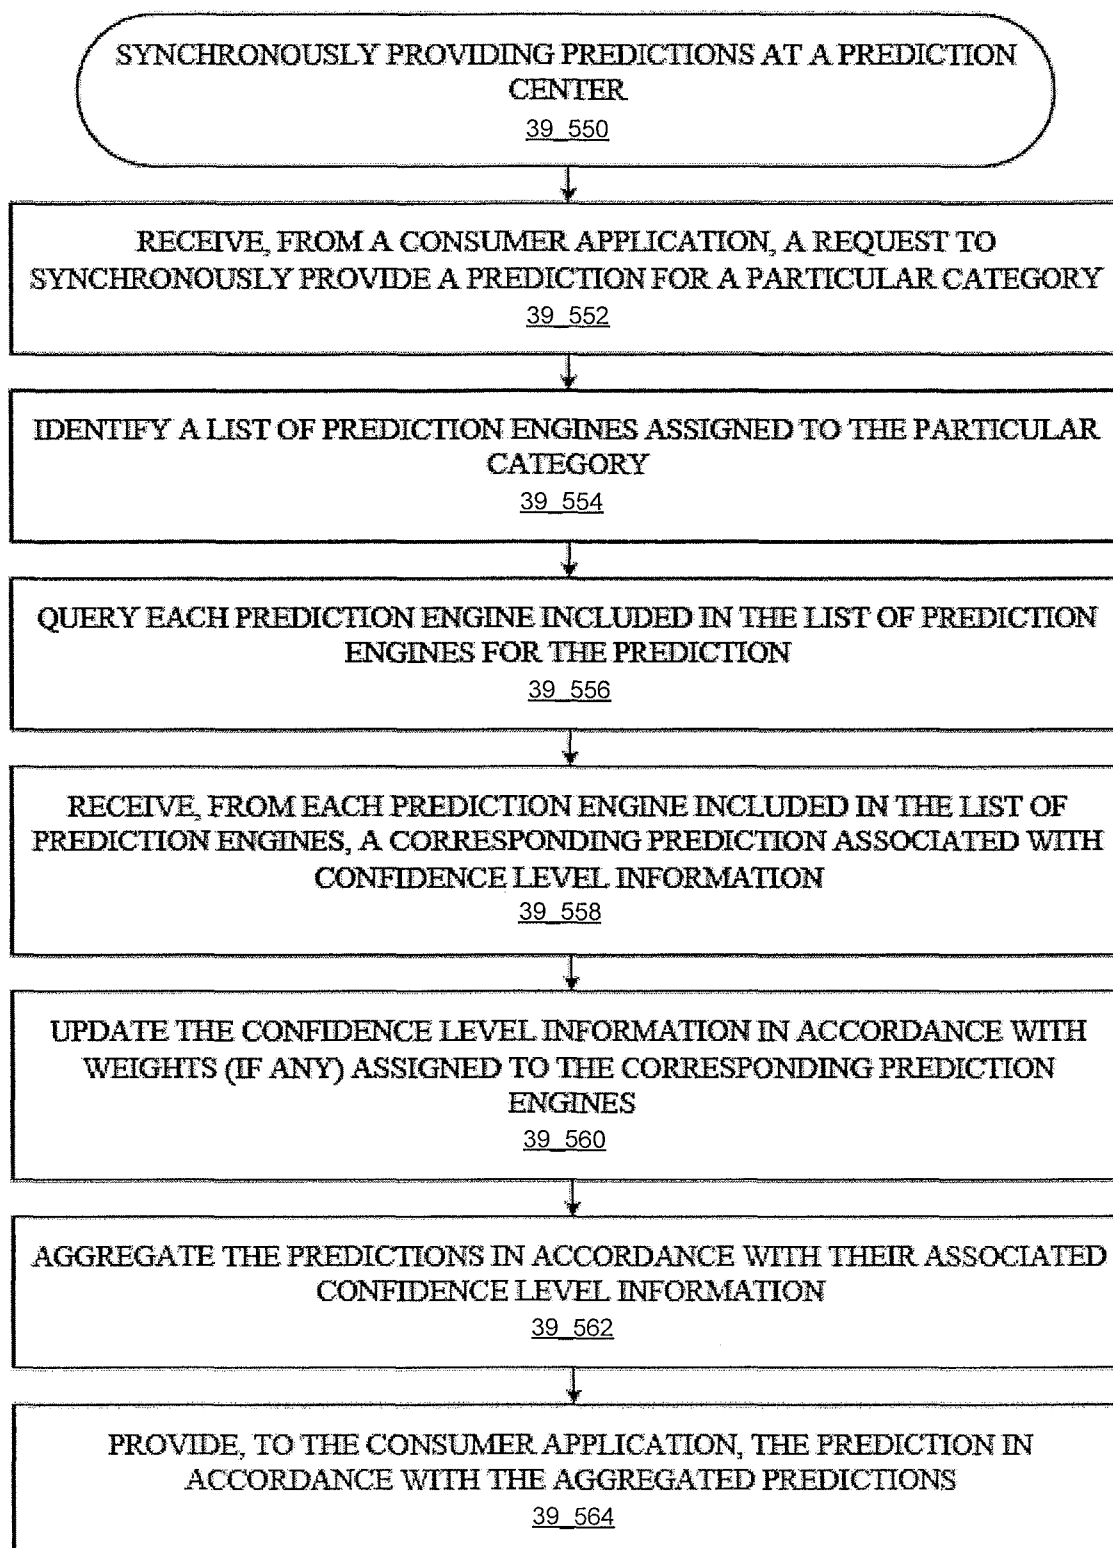 SYNCHRONOUSLY PROVIDING PREDICTIONS AT A PREDICTION
CENTER
39_550
RECEIVE, FROM A CONSUMER APPLICATION, A REQUEST TO
SYNCHRONOUSLY PROVIDE A PREDICTION FOR A PARTICULAR CATEGORY
39_552
IDENTIFY A LIST OF PREDICTION ENGINES ASSIGNED TO THE PARTICULAR
CATEGORY
39_554
QUERY EACH PREDICTION ENGINE INCLUDED IN THE LIST OF PREDICTION
ENGINES FOR THE PREDICTION
39_556
RECEIVE, FROM EACH PREDICTION ENGINE INCLUDED IN THE LIST OF
PREDICTION ENGINES, A CORRESPONDING PREDICTION ASSOCIATED WITH
CONFIDENCE LEVEL INFORMATION
39_558
UPDATE THE CONFIDENCE LEVEL INFORMATION IN ACCORDANCE WITH
WEIGHTS (IF ANY) ASSIGNED TO THE CORRESPONDING PREDICTION
ENGINES
39_560
AGGREGATE THE PREDICTIONS IN ACCORDANCE WITH THEIR ASSOCIATED
CONFIDENCE LEVEL INFORMATION
39_562
PROVIDE, TO THE CONSUMER APPLICATION, THE PREDICTION IN
ACCORDANCE WITH THE AGGREGATED PREDICTIONS
39_564